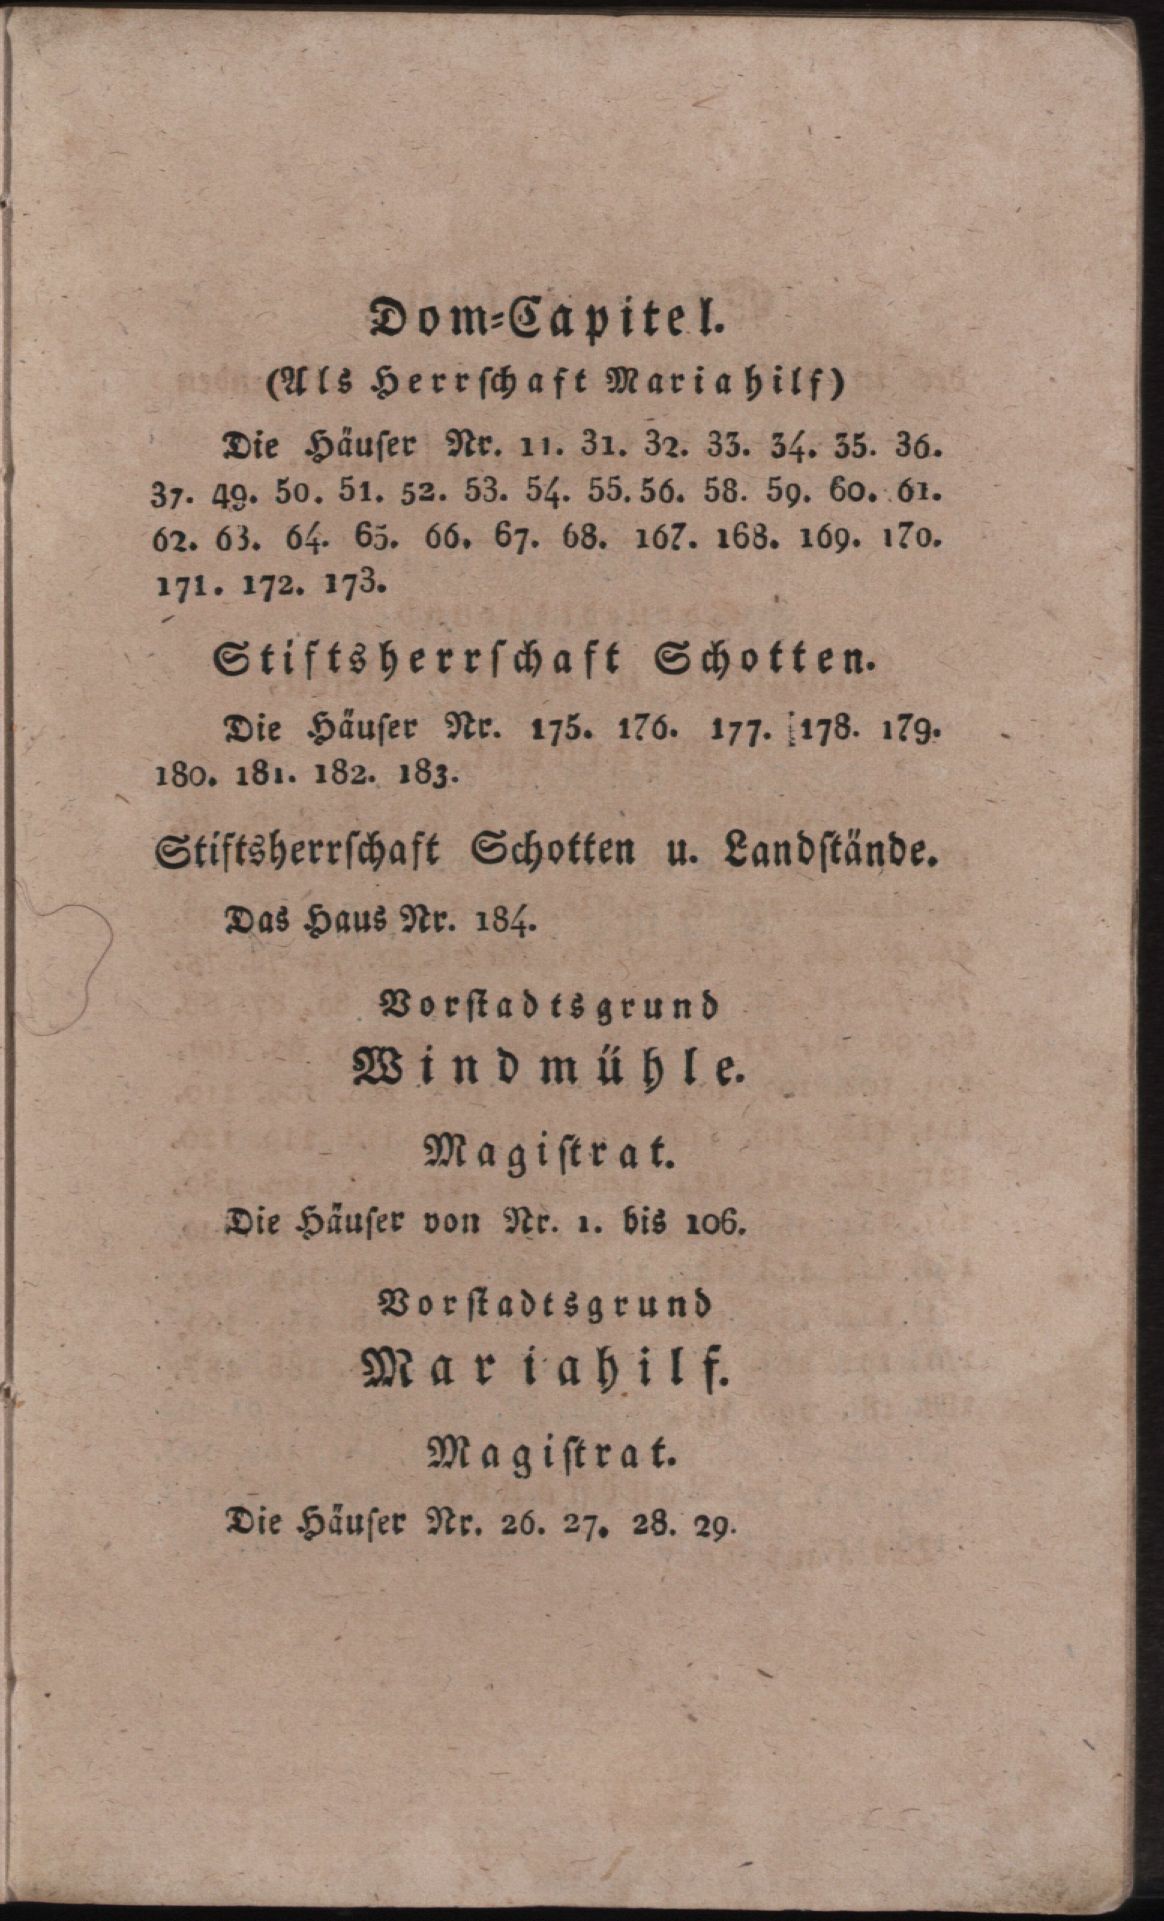 Dom-Capitel.
(Als Herrſchaft Mariahilf)
Die Häuſer Nr. 11. 31. 32. 33. 34. 35. 36.
37. 49. 50. 51. 52. 53. 54. 55. 56. 58. 59. 60. 61.
62. 63. 64. 65. 66. 67. 68. 167. 168. 169. 170.
171. 172. 173.
Stiftsherrſchaft Schotten.
Die Häuſer Nr. 175. 176. 177. 178. 179.
180. 181. 182. 183.
Stiftsherrſchaft Schotten u. Landſtände.
Das Haus Nr. 184.
Vorſtadtsgrund
Windmühle.
Magiſtrat.
Die Häuſer von Nr. 1. bis 106.
Vorſtadtsgrund
Mariahilf.
Magiſtrat.
Die Häuſer Nr. 26. 27. 28. 29.